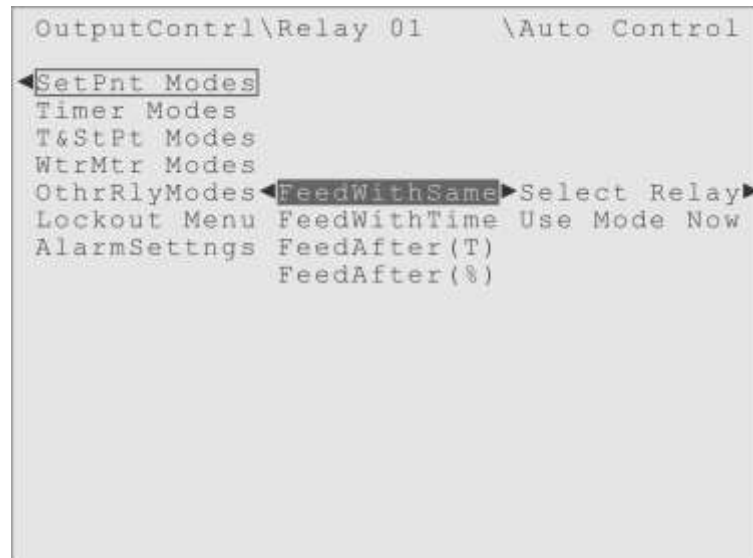 OutputContrl\Relay 01 \Auto Control
SetPnt Modes
Timer Modes
T&StPt Modes
WtrMtr Modes
OthrRlyModes FeedWithSame Select Relay
Lockout Menu FeedWithTime Use Mode Now
AlarmSettngs FeedAfter(T)
FeedAfter(%)